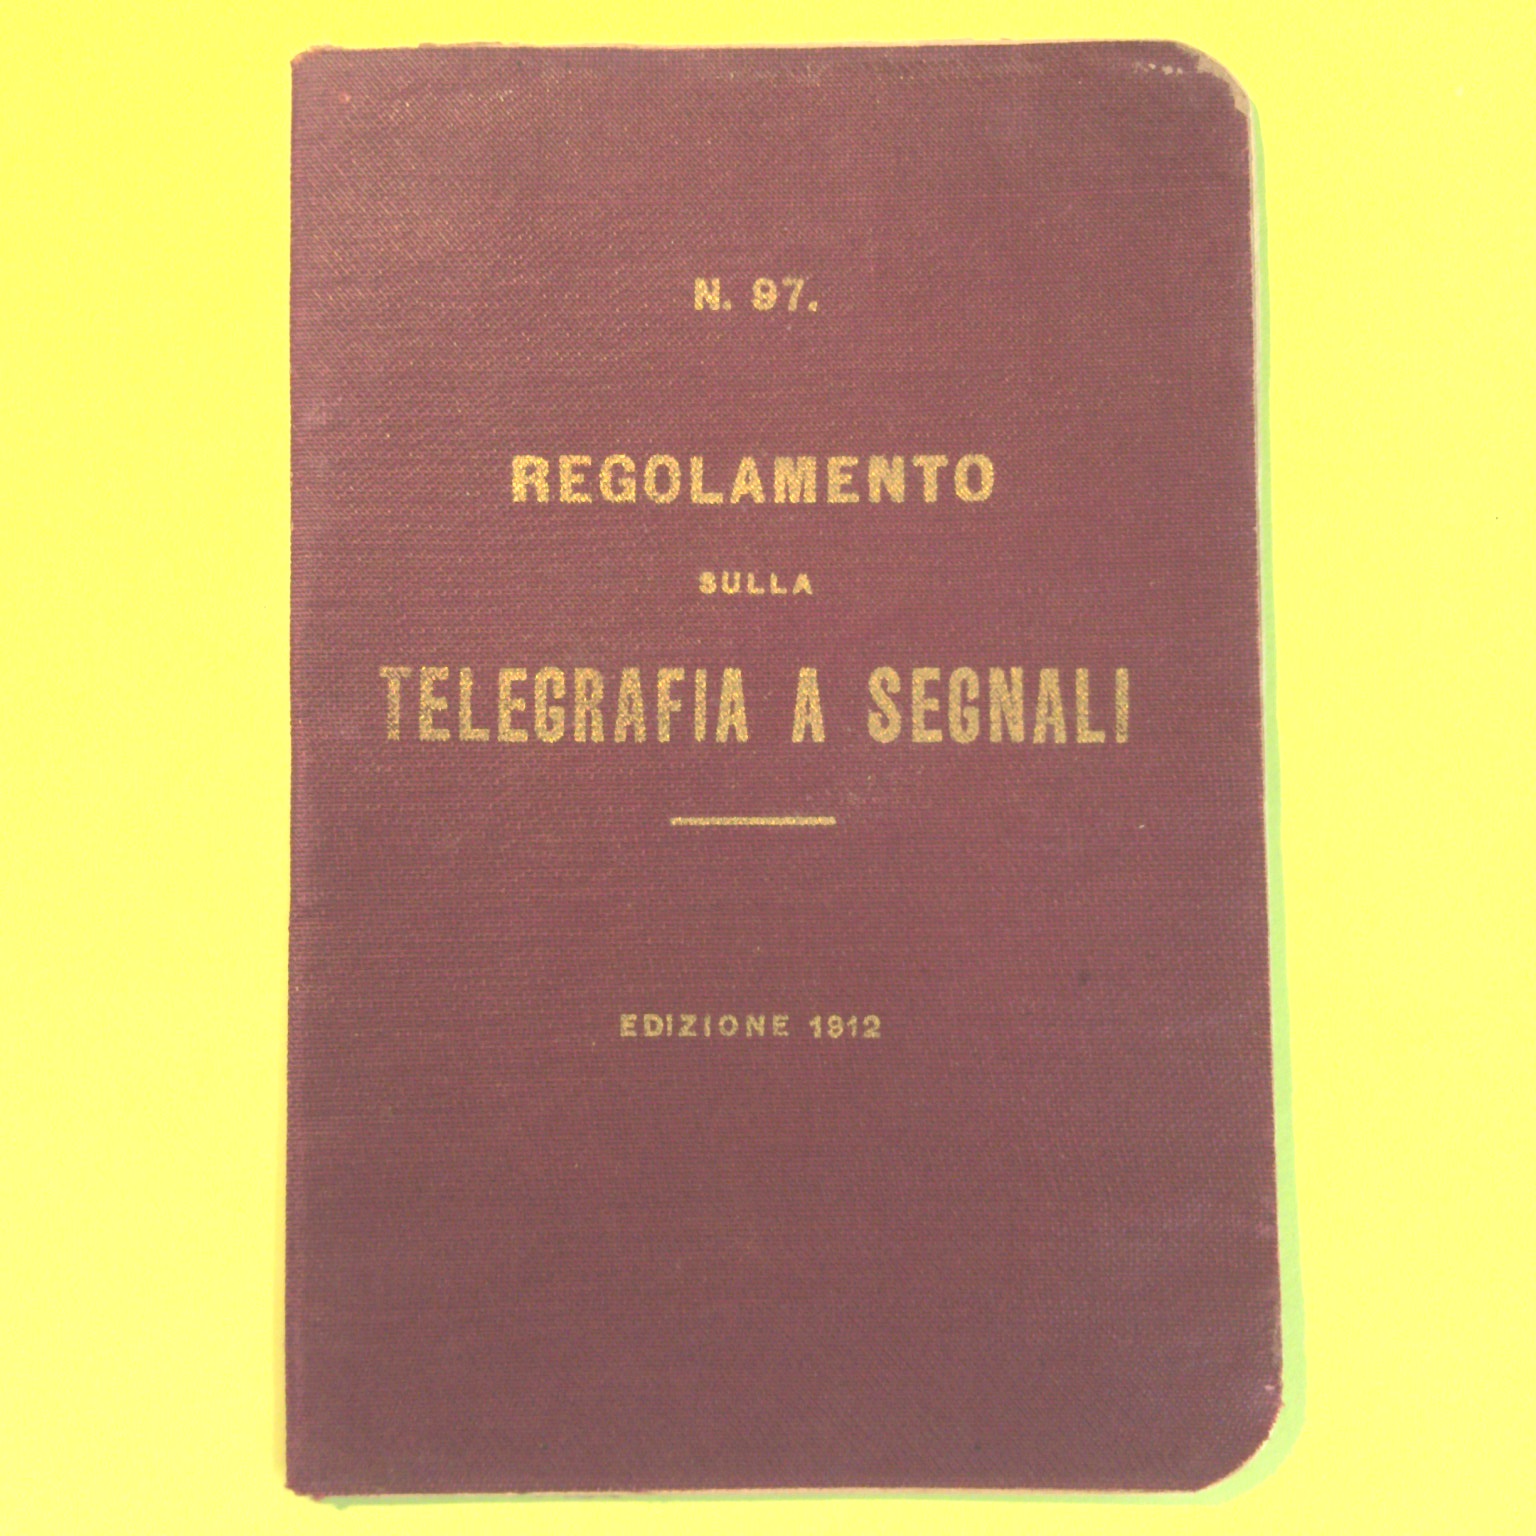 N. 97.
REGOLAMENTO
SULLA
TELEGRAFIA A SEGNALI
EDIZIONE 1912